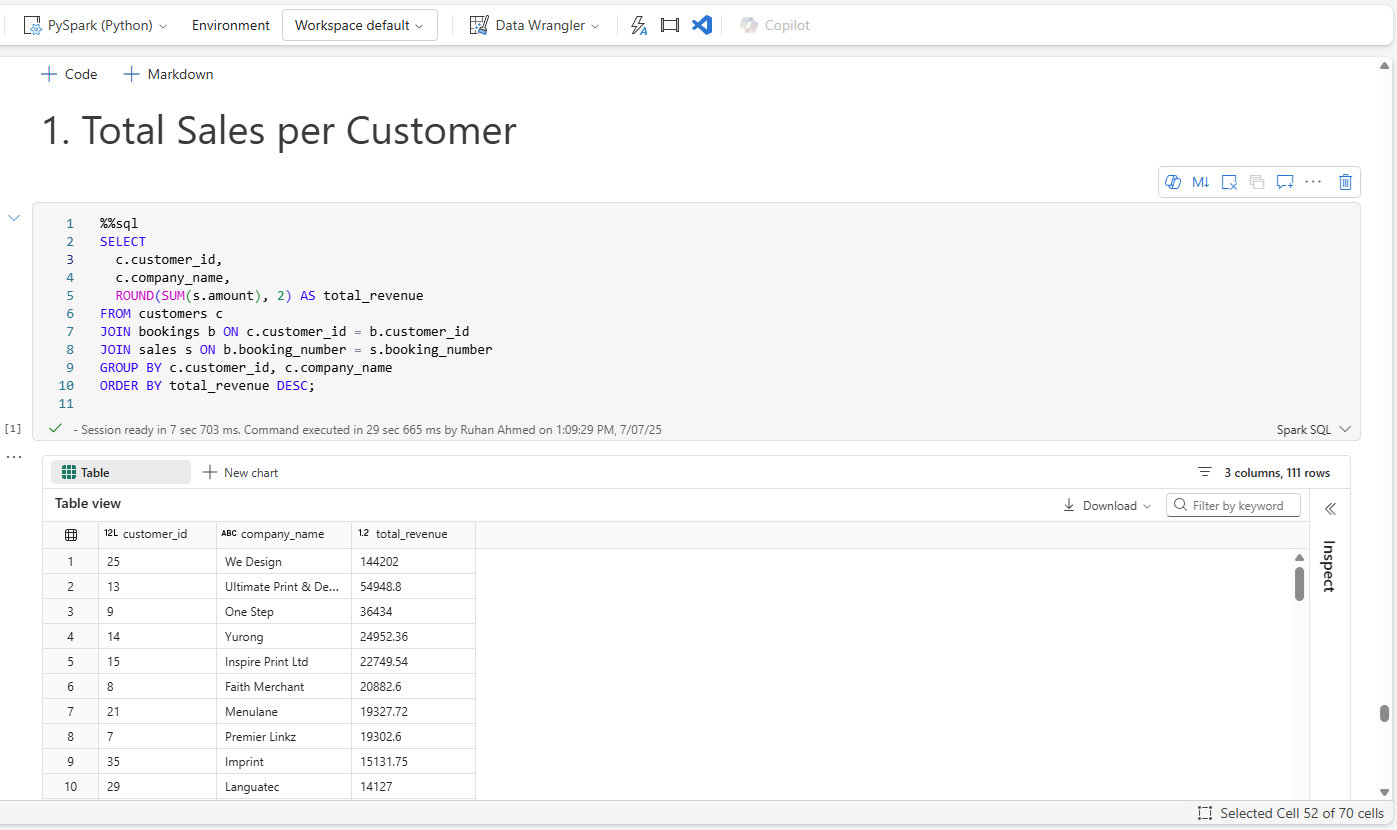 PySpark (Python) Environment Workspace default Data Wrangler Copilot
Code Markdown
1. Total Sales per Customer
M↓ ...
1 %%sql
2 SELECT
3 c.customer_id,
4 c.company_name,
5 ROUND(SUM(s.amount), 2) AS total_revenue
6 FROM customers c
7 JOIN bookings b ON c.customer_id = b.customer_id
8 JOIN sales s ON b.booking_number = s.booking_number
9 GROUP BY c.customer_id, c.company_name
10 ORDER BY total_revenue DESC;
11
[1] - Session ready in 7 sec 703 ms. Command executed in 29 sec 665 ms by Ruhan Ahmed on 1:09:29 PM, 7/07/25 Spark SQL
...
Table New chart 3 columns, 111 rows
Table view Download Filter by keyword
Inspect
12L customer_id ABC company_name 1.2 total_revenue
1 25 We Design 144202
2 13 Ultimate Print & De... 54948.8
3 9 One Step 36434
4 14 Yurong 24952.36
5 15 Inspire Print Ltd 22749.54
6 8 Faith Merchant 20882.6
7 21 Menulane 19327.72
8 7 Premier Linkz 19302.6
9 35 Imprint 15131.75
10 29 Languatec 14127
Selected Cell 52 of 70 cells